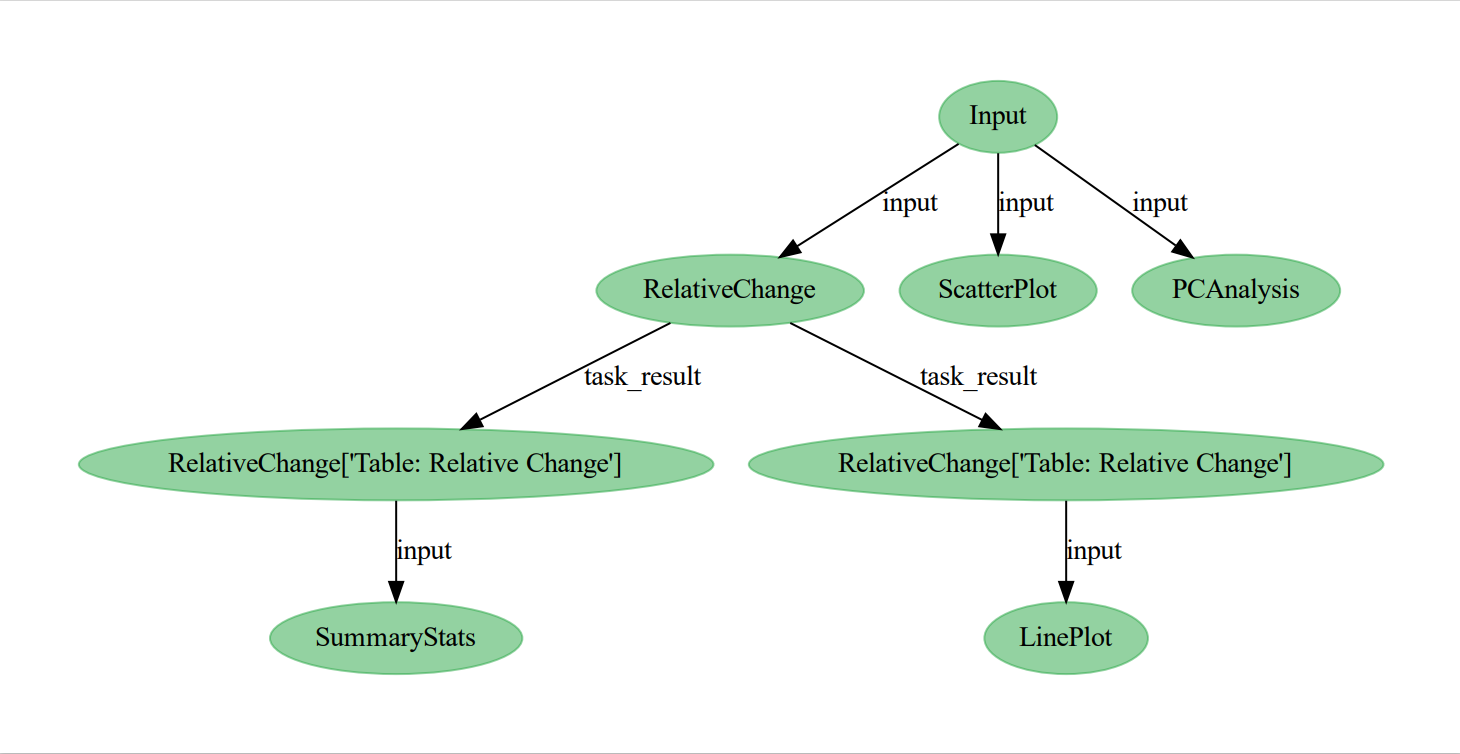 Input
input
input
input
RelativeChange
ScatterPlot
PCAnalysis
task_result
task_result
RelativeChange['Table: Relative Change']
RelativeChange['Table: Relative Change']
input
input
SummaryStats
LinePlot